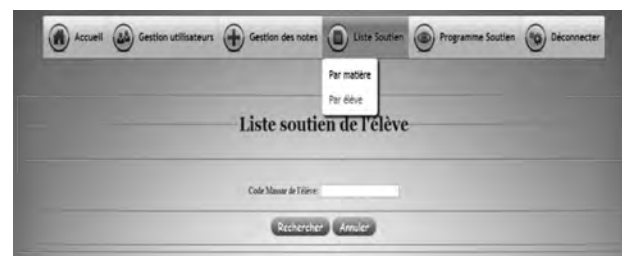 Accueil Gestion utilisateurs Gestion des notes Liste Soutien Programme Soutien Déconnecter
Par matière
Par élève
Liste soutien de l'élève
Code Massar de l'élève:
Rechercher Annuler